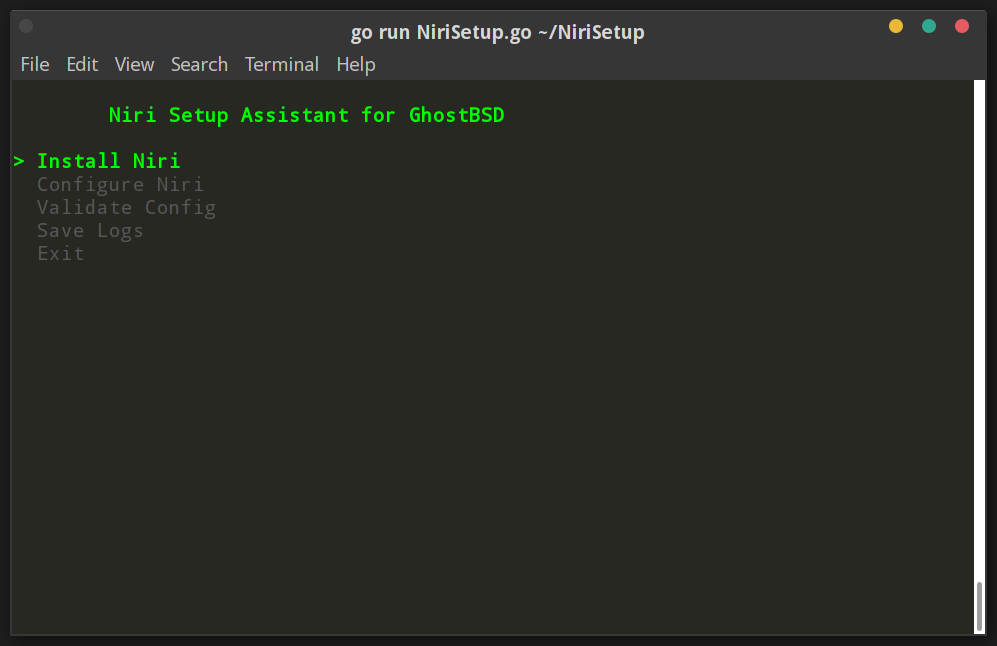 go run NiriSetup.go ~/NiriSetup
File Edit View Search Terminal Help
Niri Setup Assistant for GhostBSD
> Install Niri
Configure Niri
Validate Config
Save Logs
Exit